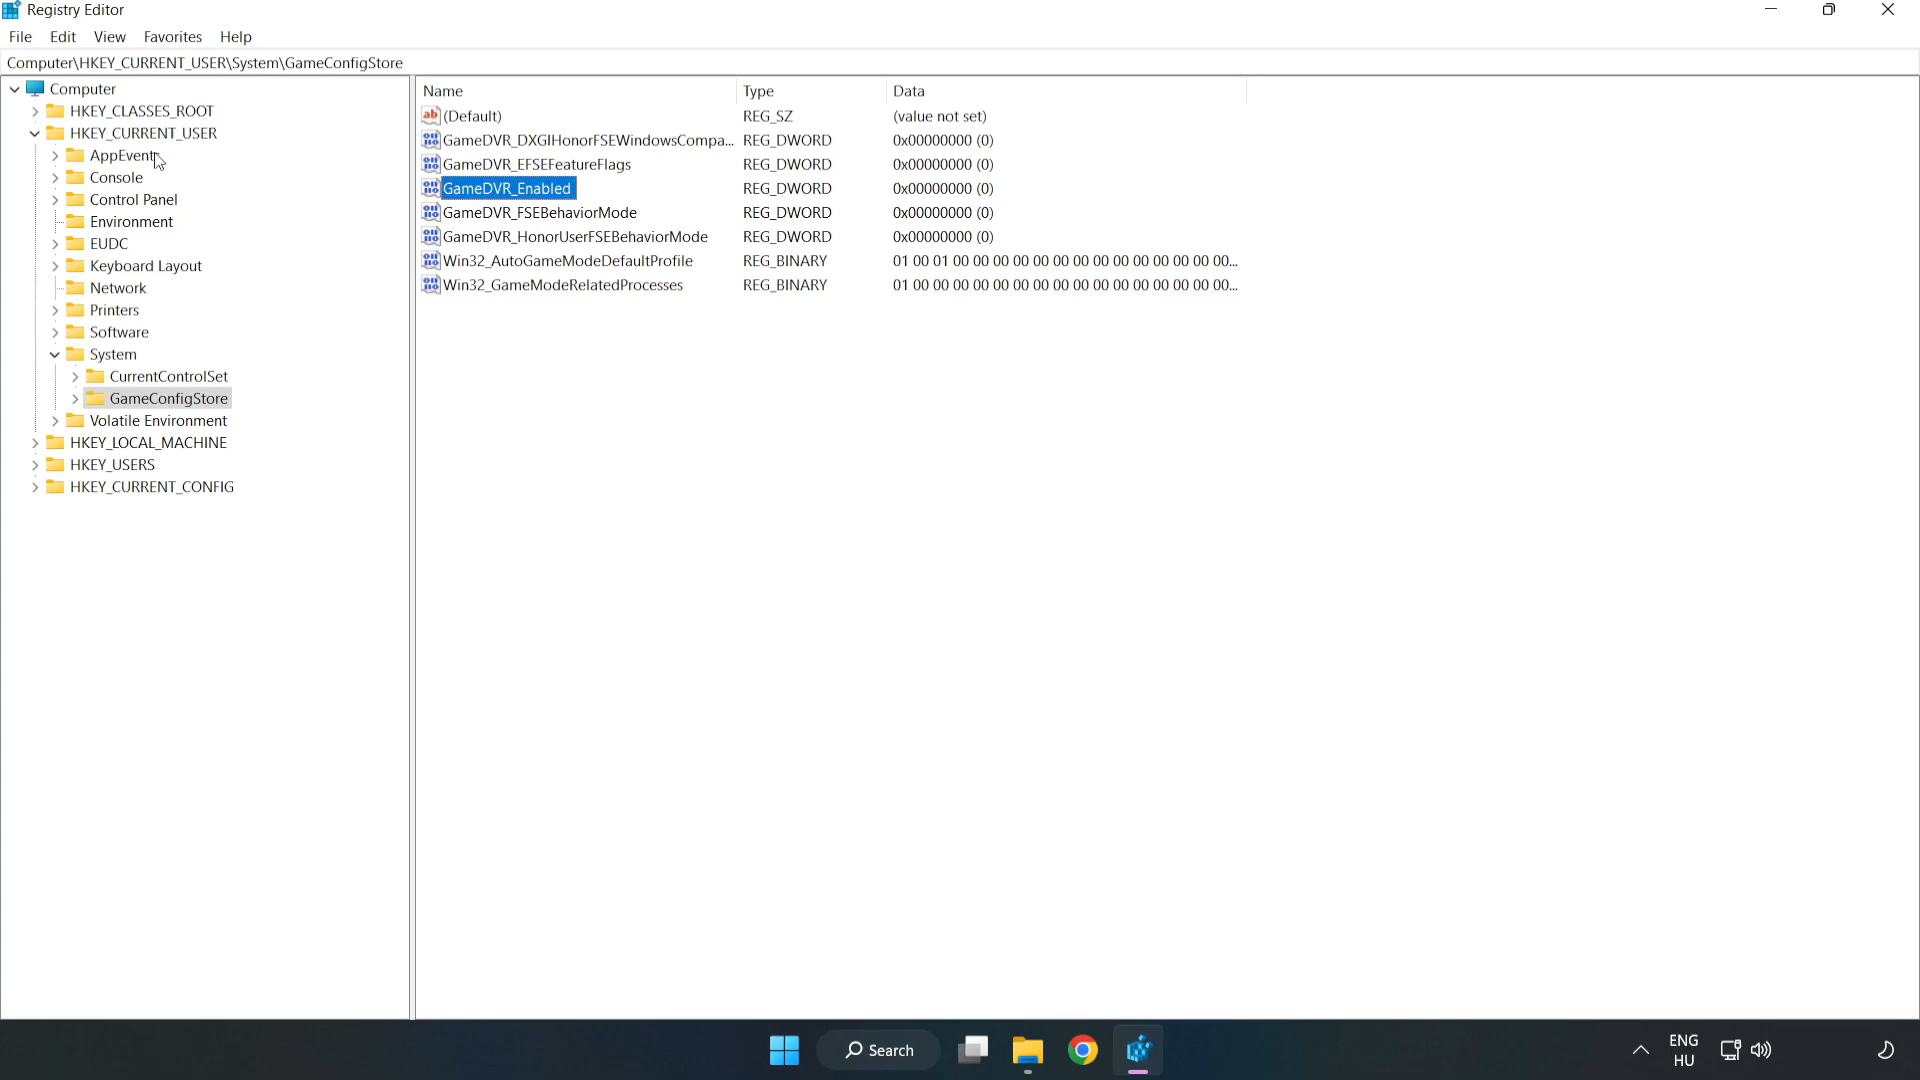 Registry Editor
File Edit View Favorites Help
Computer\HKEY_CURRENT_USER\System\GameConfigStore
Computer
HKEY_CLASSES_ROOT
HKEY_CURRENT_USER
AppEvents
Console
Control Panel
Environment
EUDC
Keyboard Layout
Network
Printers
Software
System
CurrentControlSet
GameConfigStore
Volatile Environment
HKEY_LOCAL_MACHINE
HKEY_USERS
HKEY_CURRENT_CONFIG
Name Type Data
(Default) REG_SZ (value not set)
GameDVR_DXGIHonorFSEWindowsCompa... REG_DWORD 0x00000000 (0)
GameDVR_EFSEFeatureFlags REG_DWORD 0x00000000 (0)
GameDVR_Enabled REG_DWORD 0x00000000 (0)
GameDVR_FSEBehaviorMode REG_DWORD 0x00000000 (0)
GameDVR_HonorUserFSEBehaviorMode REG_DWORD 0x00000000 (0)
Win32_AutoGameModeDefaultProfile REG_BINARY 01 00 01 00 00 00 00 00 00 00 00 00 00 00 00 00 00...
Win32_GameModeRelatedProcesses REG_BINARY 01 00 00 00 00 00 00 00 00 00 00 00 00 00 00 00 00...
Search
ENG
HU